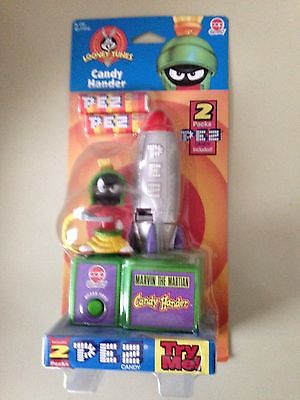 LOONEY TUNES
Candy
Hander
PEZ
PEZ
2
Packs
PEZ
Included!
PEZ
MARVIN THE MARTIAN
Candy Hander
2
PEZ
CANDY
Try
Me!